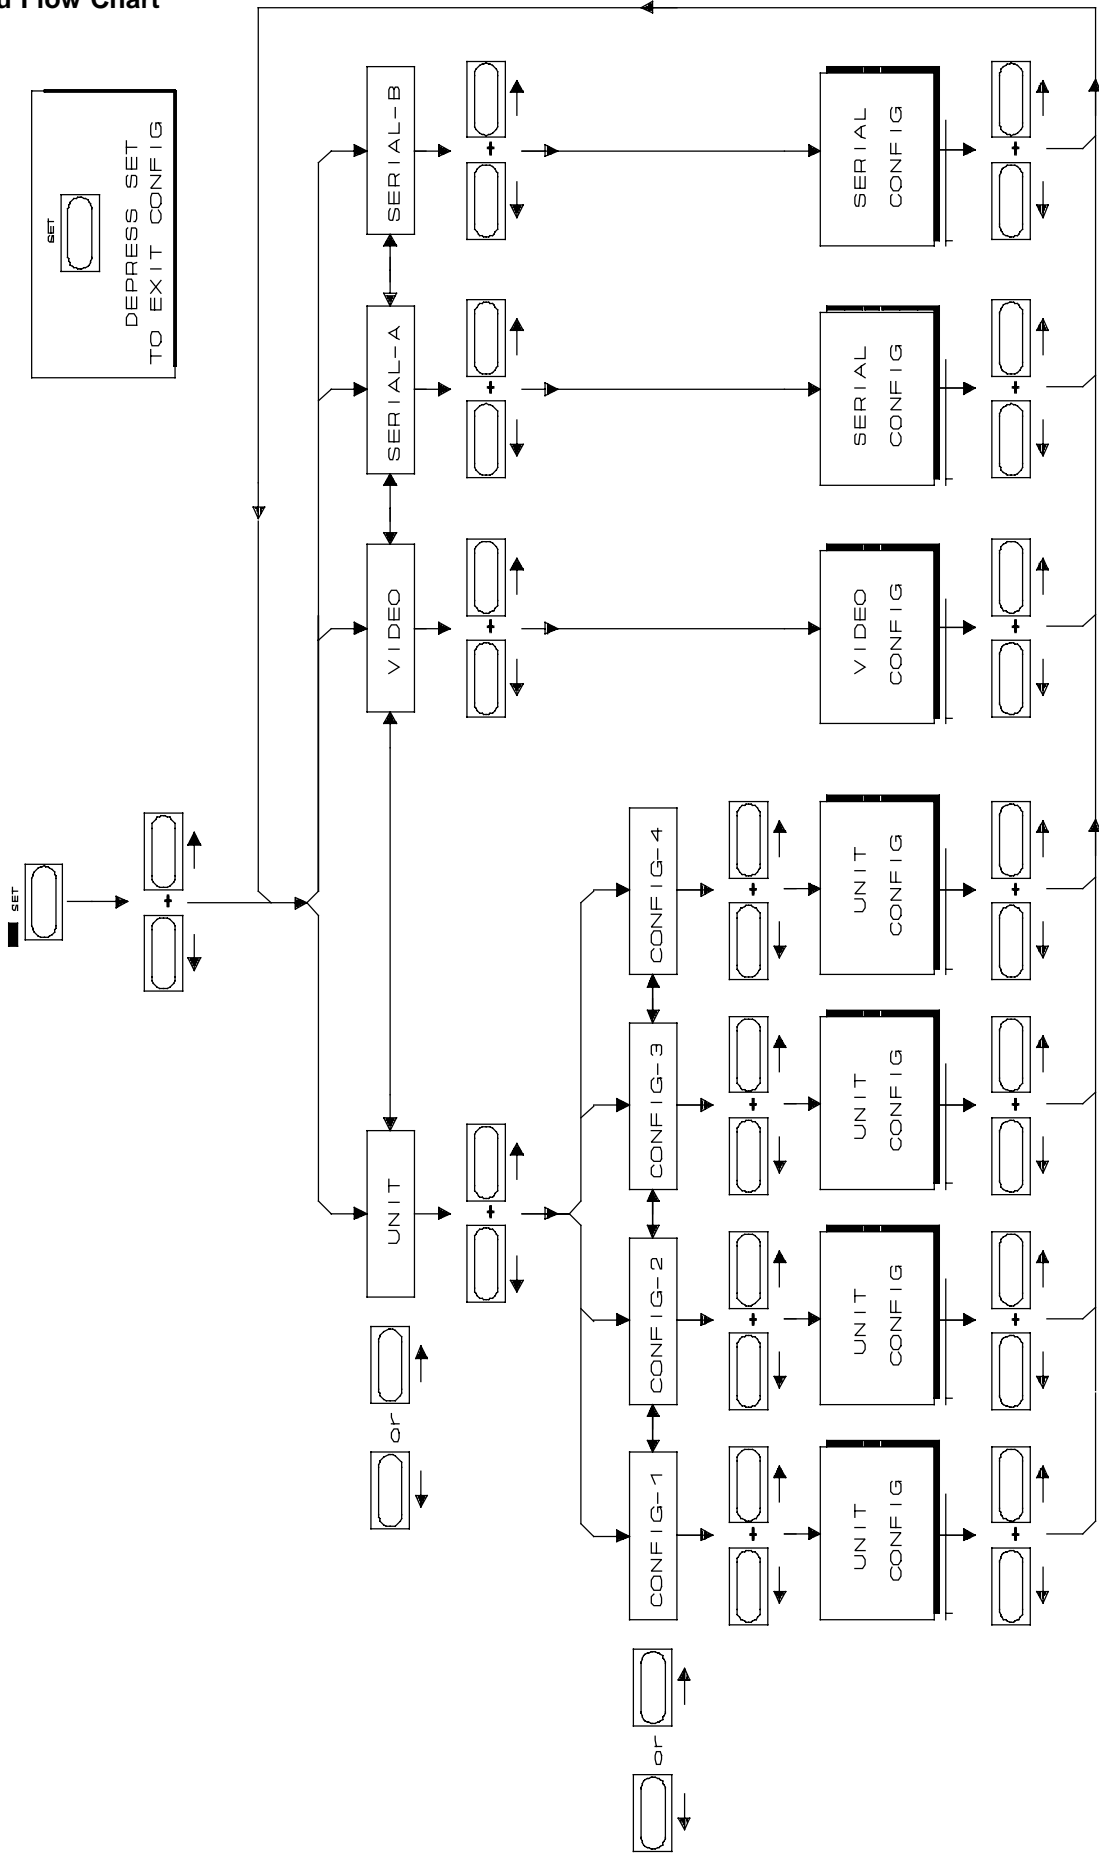 u Flow Chart
SET
DEPRESS SET
TO EXIT CONFIG
SET
+
UNIT
VIDEO
SERIAL-A
SERIAL-B
or
+
+
+
+
CONFIG-1
CONFIG-2
CONFIG-3
CONFIG-4
or
+
+
+
+
UNIT
CONFIG
UNIT
CONFIG
UNIT
CONFIG
UNIT
CONFIG
VIDEO
CONFIG
SERIAL
CONFIG
SERIAL
CONFIG
+
+
+
+
+
+
+